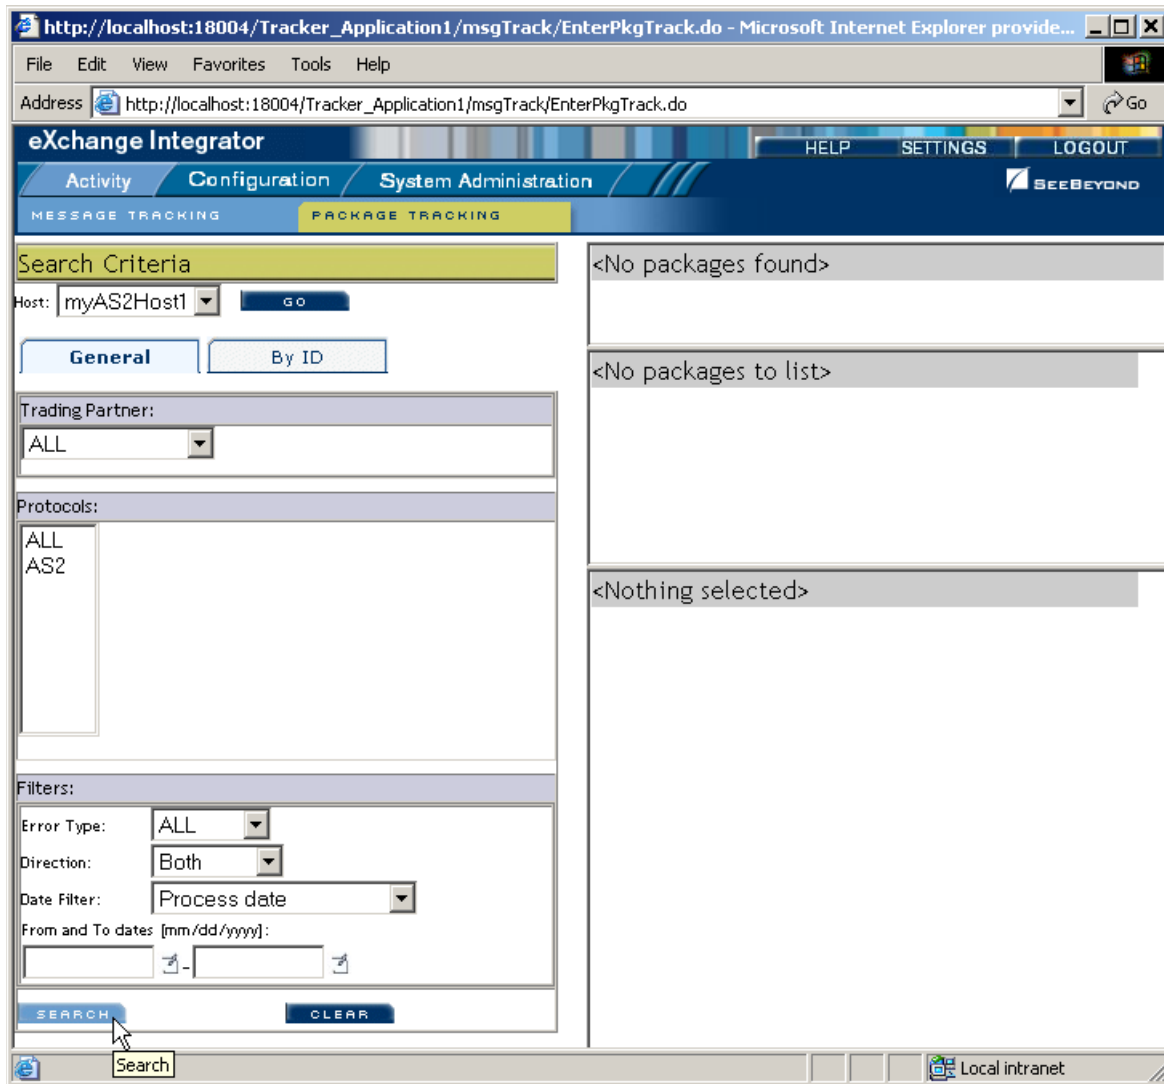 http://localhost:18004/Tracker_Application1/msgTrack/EnterPkgTrack.do - Microsoft Internet Explorer provide...
File Edit View Favorites Tools Help
Address http://localhost:18004/Tracker_Application1/msgTrack/EnterPkgTrack.do Go
eXchange Integrator
HELP SETTINGS LOGOUT
Activity Configuration System Administration
SEEBEYOND
MESSAGE TRACKING PACKAGE TRACKING
Search Criteria
Host: myAS2Host1 GO
General By ID
Trading Partner:
ALL
Protocols:
ALL
AS2
Filters:
Error Type: ALL
Direction: Both
Date Filter: Process date
From and To dates [mm/dd/yyyy]:
-
SEARCH CLEAR
Search
<No packages found>
<No packages to list>
<Nothing selected>
Local intranet